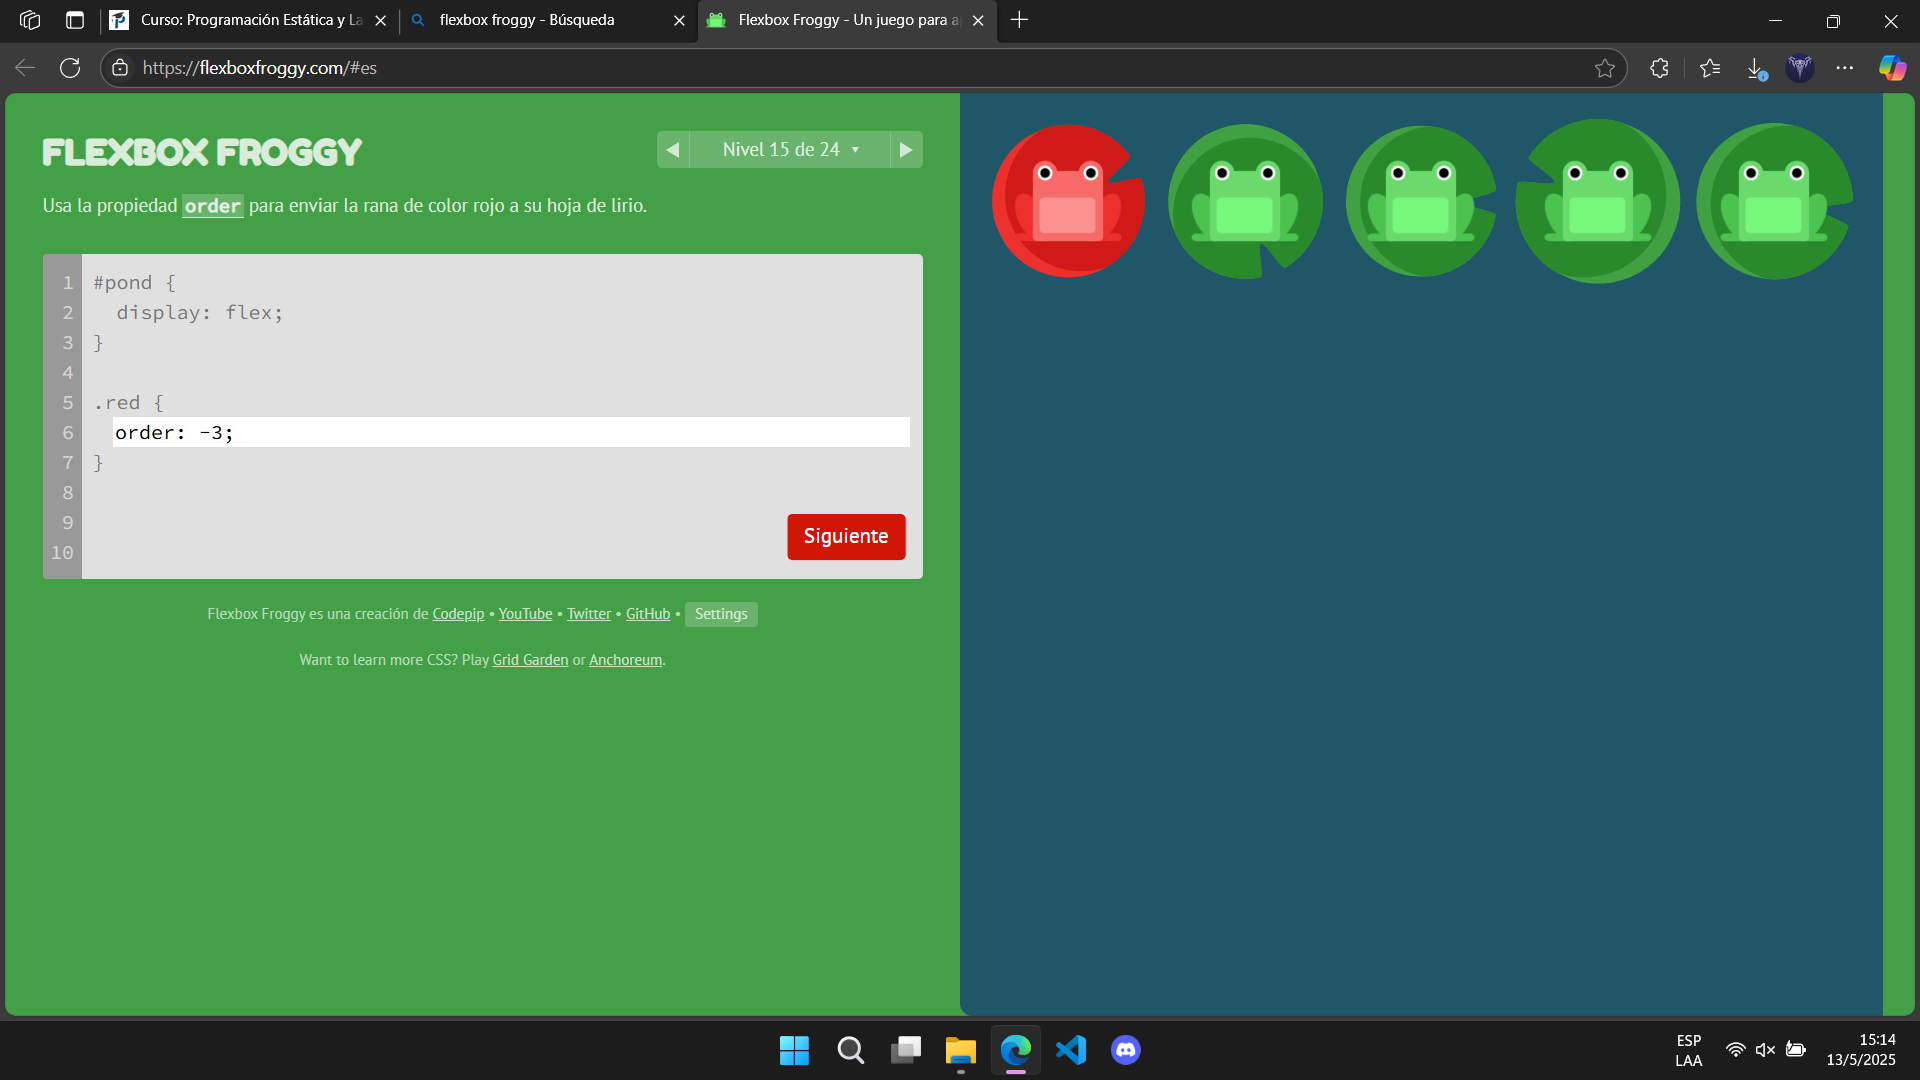 Curso: Programación Estática y La
flexbox froggy - Búsqueda
Flexbox Froggy - Un juego para a
https://flexboxfroggy.com/#es
FLEXBOX FROGGY
Nivel 15 de 24
Usa la propiedad order para enviar la rana de color rojo a su hoja de lirio.
1 #pond {
2 display: flex;
3 }
4
5 .red {
6 order: -3;
7 }
8
9
10
Siguiente
Flexbox Froggy es una creación de Codepip • YouTube • Twitter • GitHub • Settings
Want to learn more CSS? Play Grid Garden or Anchoreum.
ESP
LAA
15:14
13/5/2025